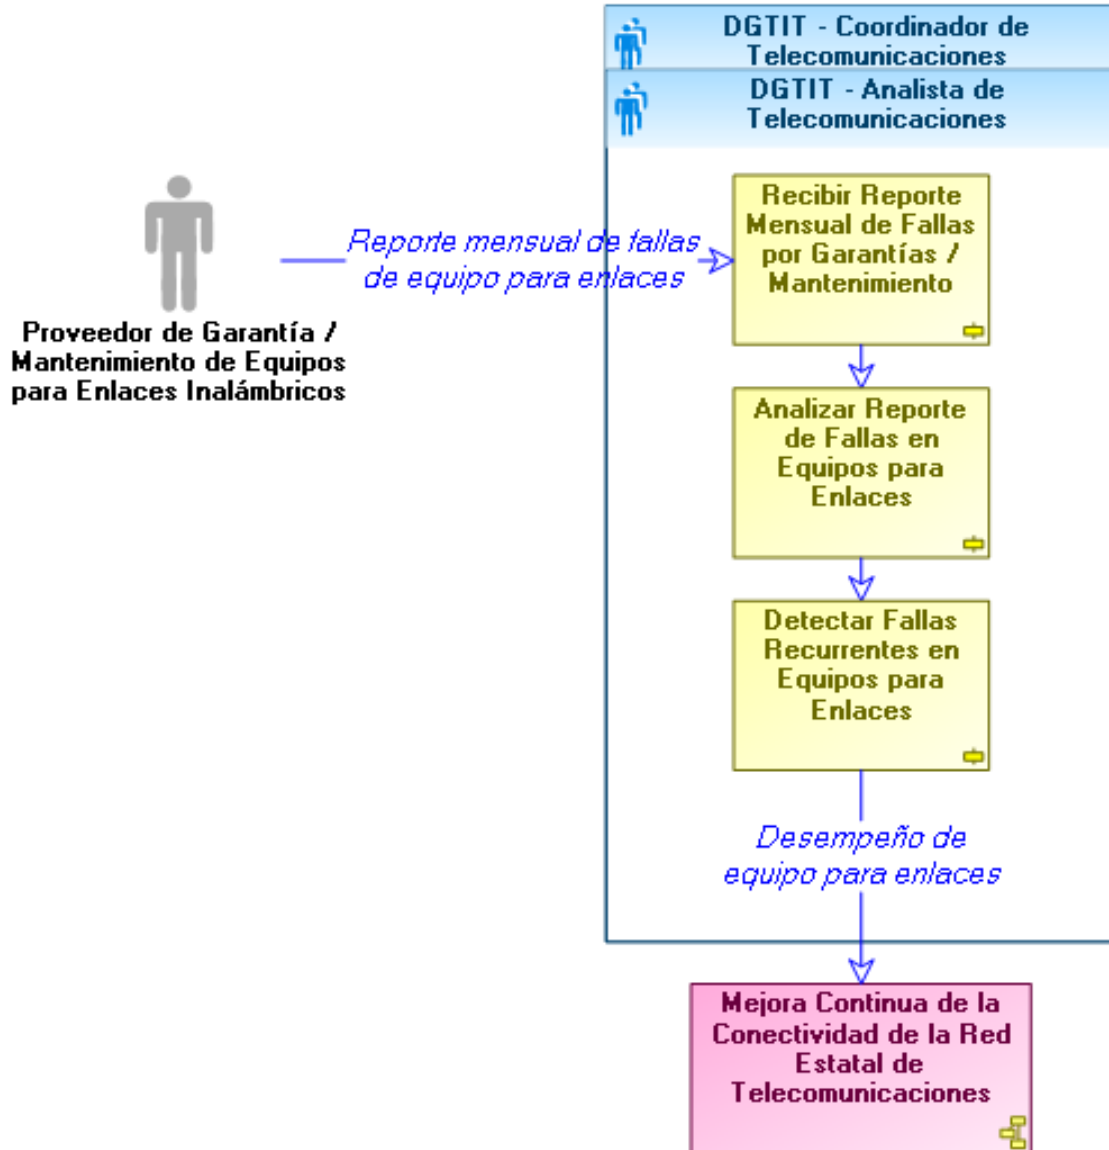 DGTIT - Coordinador de
Telecomunicaciones
DGTIT - Analista de
Telecomunicaciones
Recibir Reporte
Mensual de Fallas
por Garantías /
Mantenimiento
Reporte mensual de fallas
de equipo para enlaces
Proveedor de Garantía /
Mantenimiento de Equipos
para Enlaces Inalámbricos
Analizar Reporte
de Fallas en
Equipos para
Enlaces
Detectar Fallas
Recurrentes en
Equipos para
Enlaces
Desempeño de
equipo para enlaces
Mejora Continua de la
Conectividad de la Red
Estatal de
Telecomunicaciones